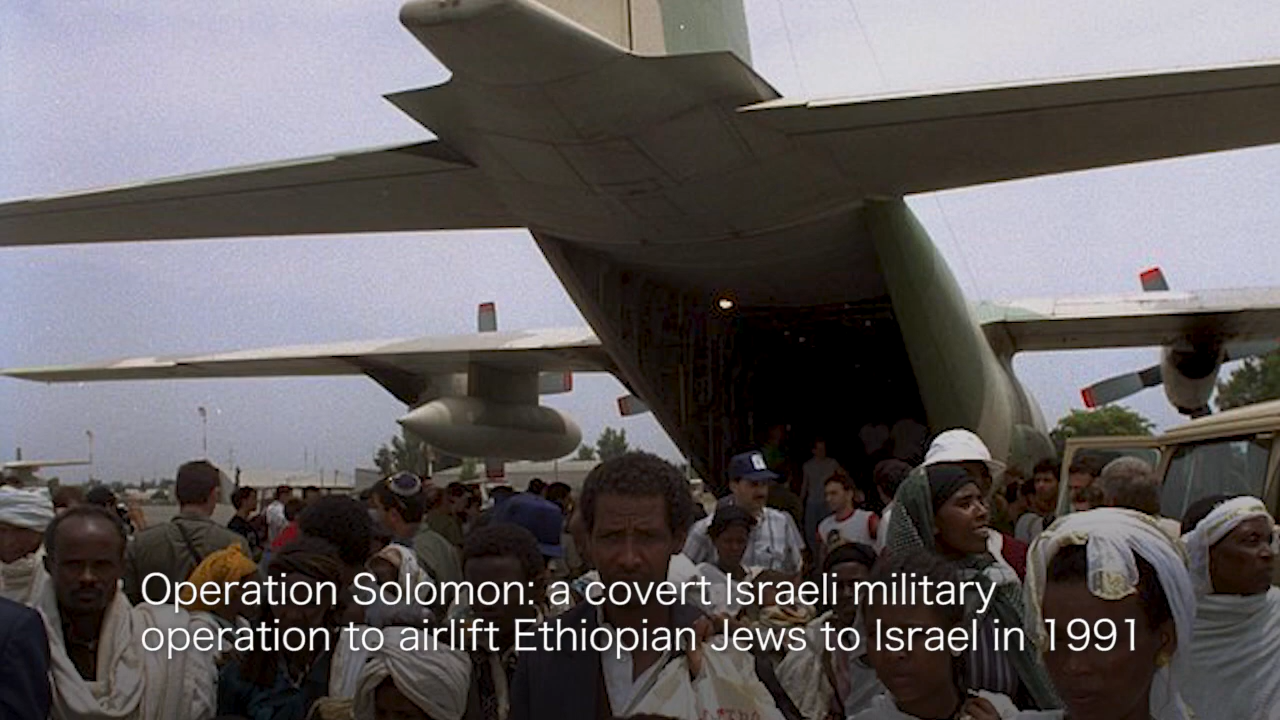 Operation Solomon: a covert Israeli military
operation to airlift Ethiopian Jews to Israel in 1991